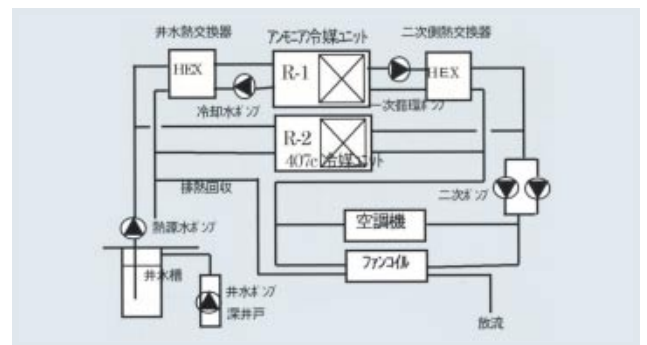 井水熱交換器
アンモニア冷媒ユニット
二次側熱交換器
HEX
R-1
HEX
冷却水ポンプ
一次循環ポンプ
R-2
407c 冷媒ユニット
排熱回収
二次ポンプ
熱源水ポンプ
空調機
ファンコイル
井水槽
井水ポンプ
深井戸
放流